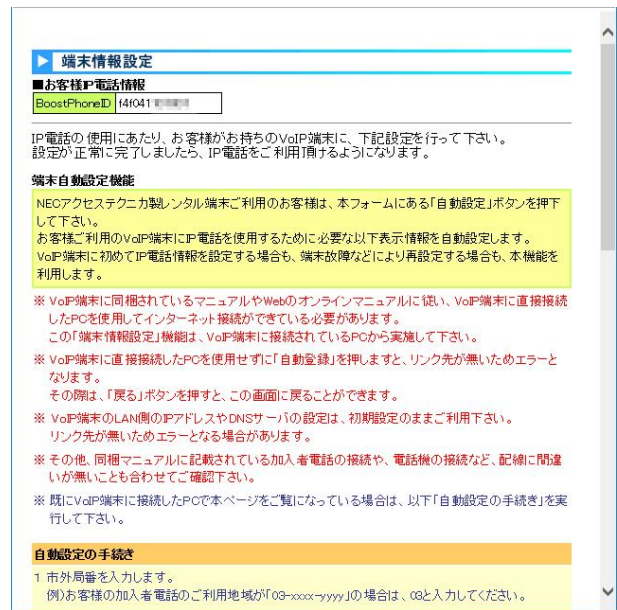 端末情報設定
■お客様IP電話情報
BoostPhoneID f4f041
IP電話の使用にあたり、お客様がお持ちのVoIP端末に、下記設定を行って下さい。
設定が正常に完了しましたら、IP電話をご利用頂けるようになります。
端末自動設定機能
NECアクセステクニカ製レンタル端末ご利用のお客様は、本フォームにある「自動設定」ボタンを押下
して下さい。
お客様ご利用のVoIP端末にIP電話を使用するために必要な以下表示情報を自動設定します。
VoIP端末に初めてIP電話情報を設定する場合も、端末故障などにより再設定する場合も、本機能を
利用します。
※ VoIP端末に同梱されているマニュアルやWebのオンラインマニュアルに従い、VoIP端末に直接接続
したPCを使用してインターネット接続ができている必要があります。
この「端末情報設定」機能は、VoIP端末に接続されているPCから実施して下さい。
※ VoIP端末に直接接続したPCを使用せずに「自動登録」を押しますと、リンク先が無いためエラーと
なります。
その際は、「戻る」ボタンを押すと、この画面に戻ることができます。
※ VoIP端末のLAN側のIPアドレスやDNSサーバの設定は、初期設定のままご利用下さい。
リンク先が無いためエラーとなる場合があります。
※ その他、同梱マニュアルに記載されている加入者電話の接続や、電話機の接続など、配線に間違
いが無いことも合わせてご確認下さい。
※ 既にVoIP端末に接続したPCで本ページをご覧になっている場合は、以下「自動設定の手続き」を実
行して下さい。
自動設定の手続き
1 市外局番を入力します。
例)お客様の加入者電話のご利用地域が「03-xxxx-yyyy」の場合は、03と入力してください。